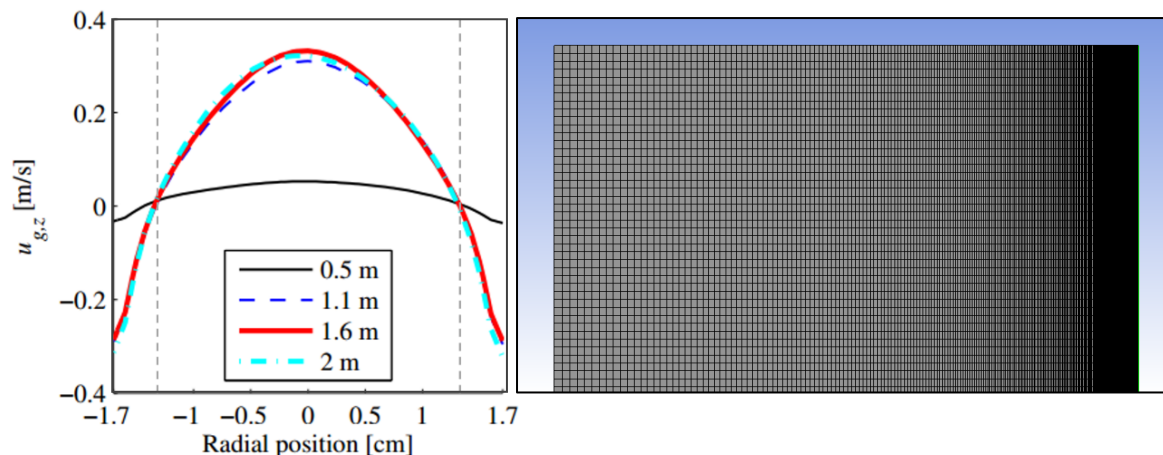 0.4
0.2
0
−0.2
−0.4
u g,z [m/s]
0.5 m
1.1 m
1.6 m
2 m
−1.7 −1 −0.5 0 0.5 1 1.7
Radial position [cm]